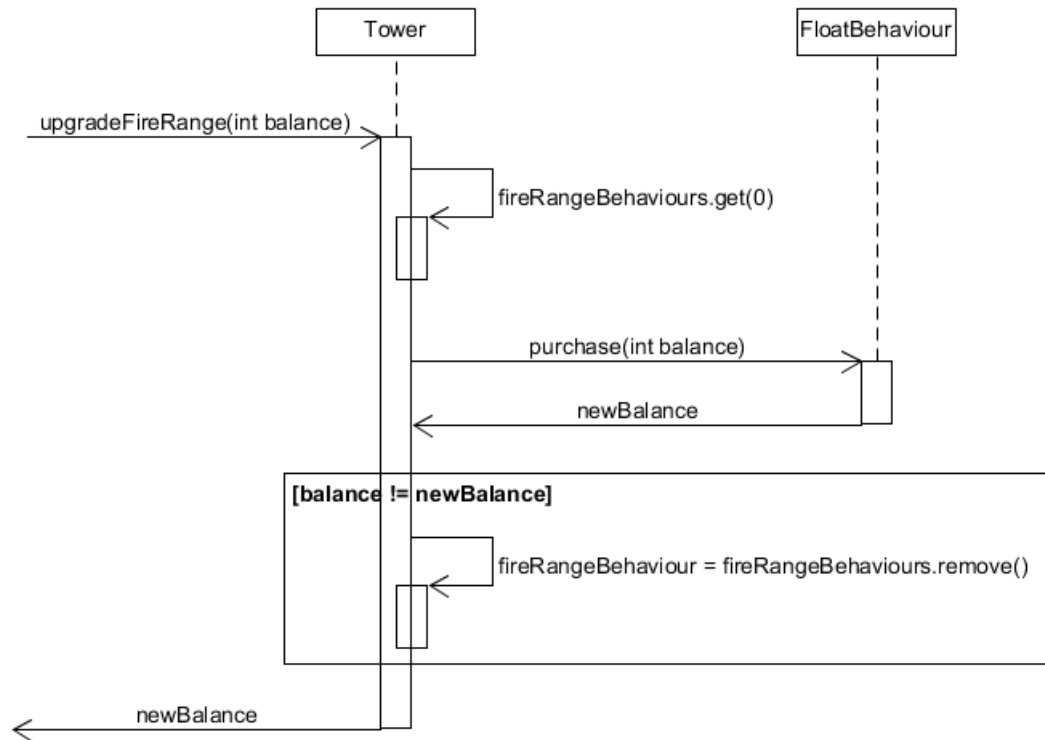 Tower
FloatBehaviour
upgradeFireRange(int balance)
fireRangeBehaviours.get(0)
purchase(int balance)
newBalance
[balance != newBalance]
fireRangeBehaviour = fireRangeBehaviours.remove()
newBalance